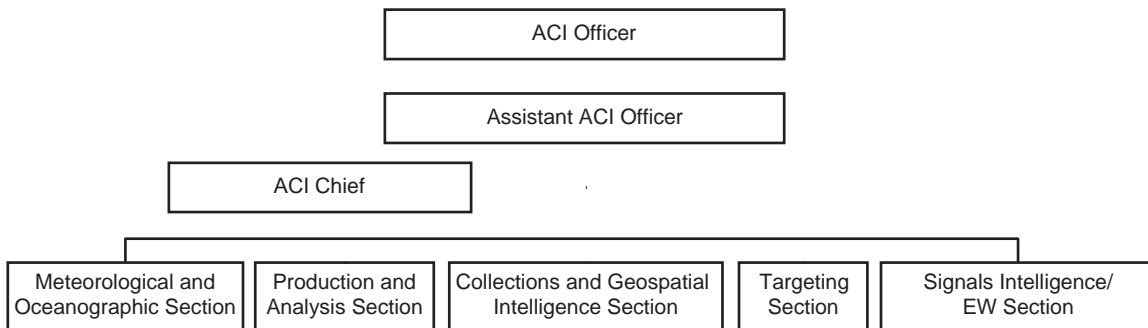 ACI Officer
Assistant ACI Officer
ACI Chief
Meteorological and
Oceanographic Section
Production and
Analysis Section
Collections and Geospatial
Intelligence Section
Targeting
Section
Signals Intelligence/
EW Section